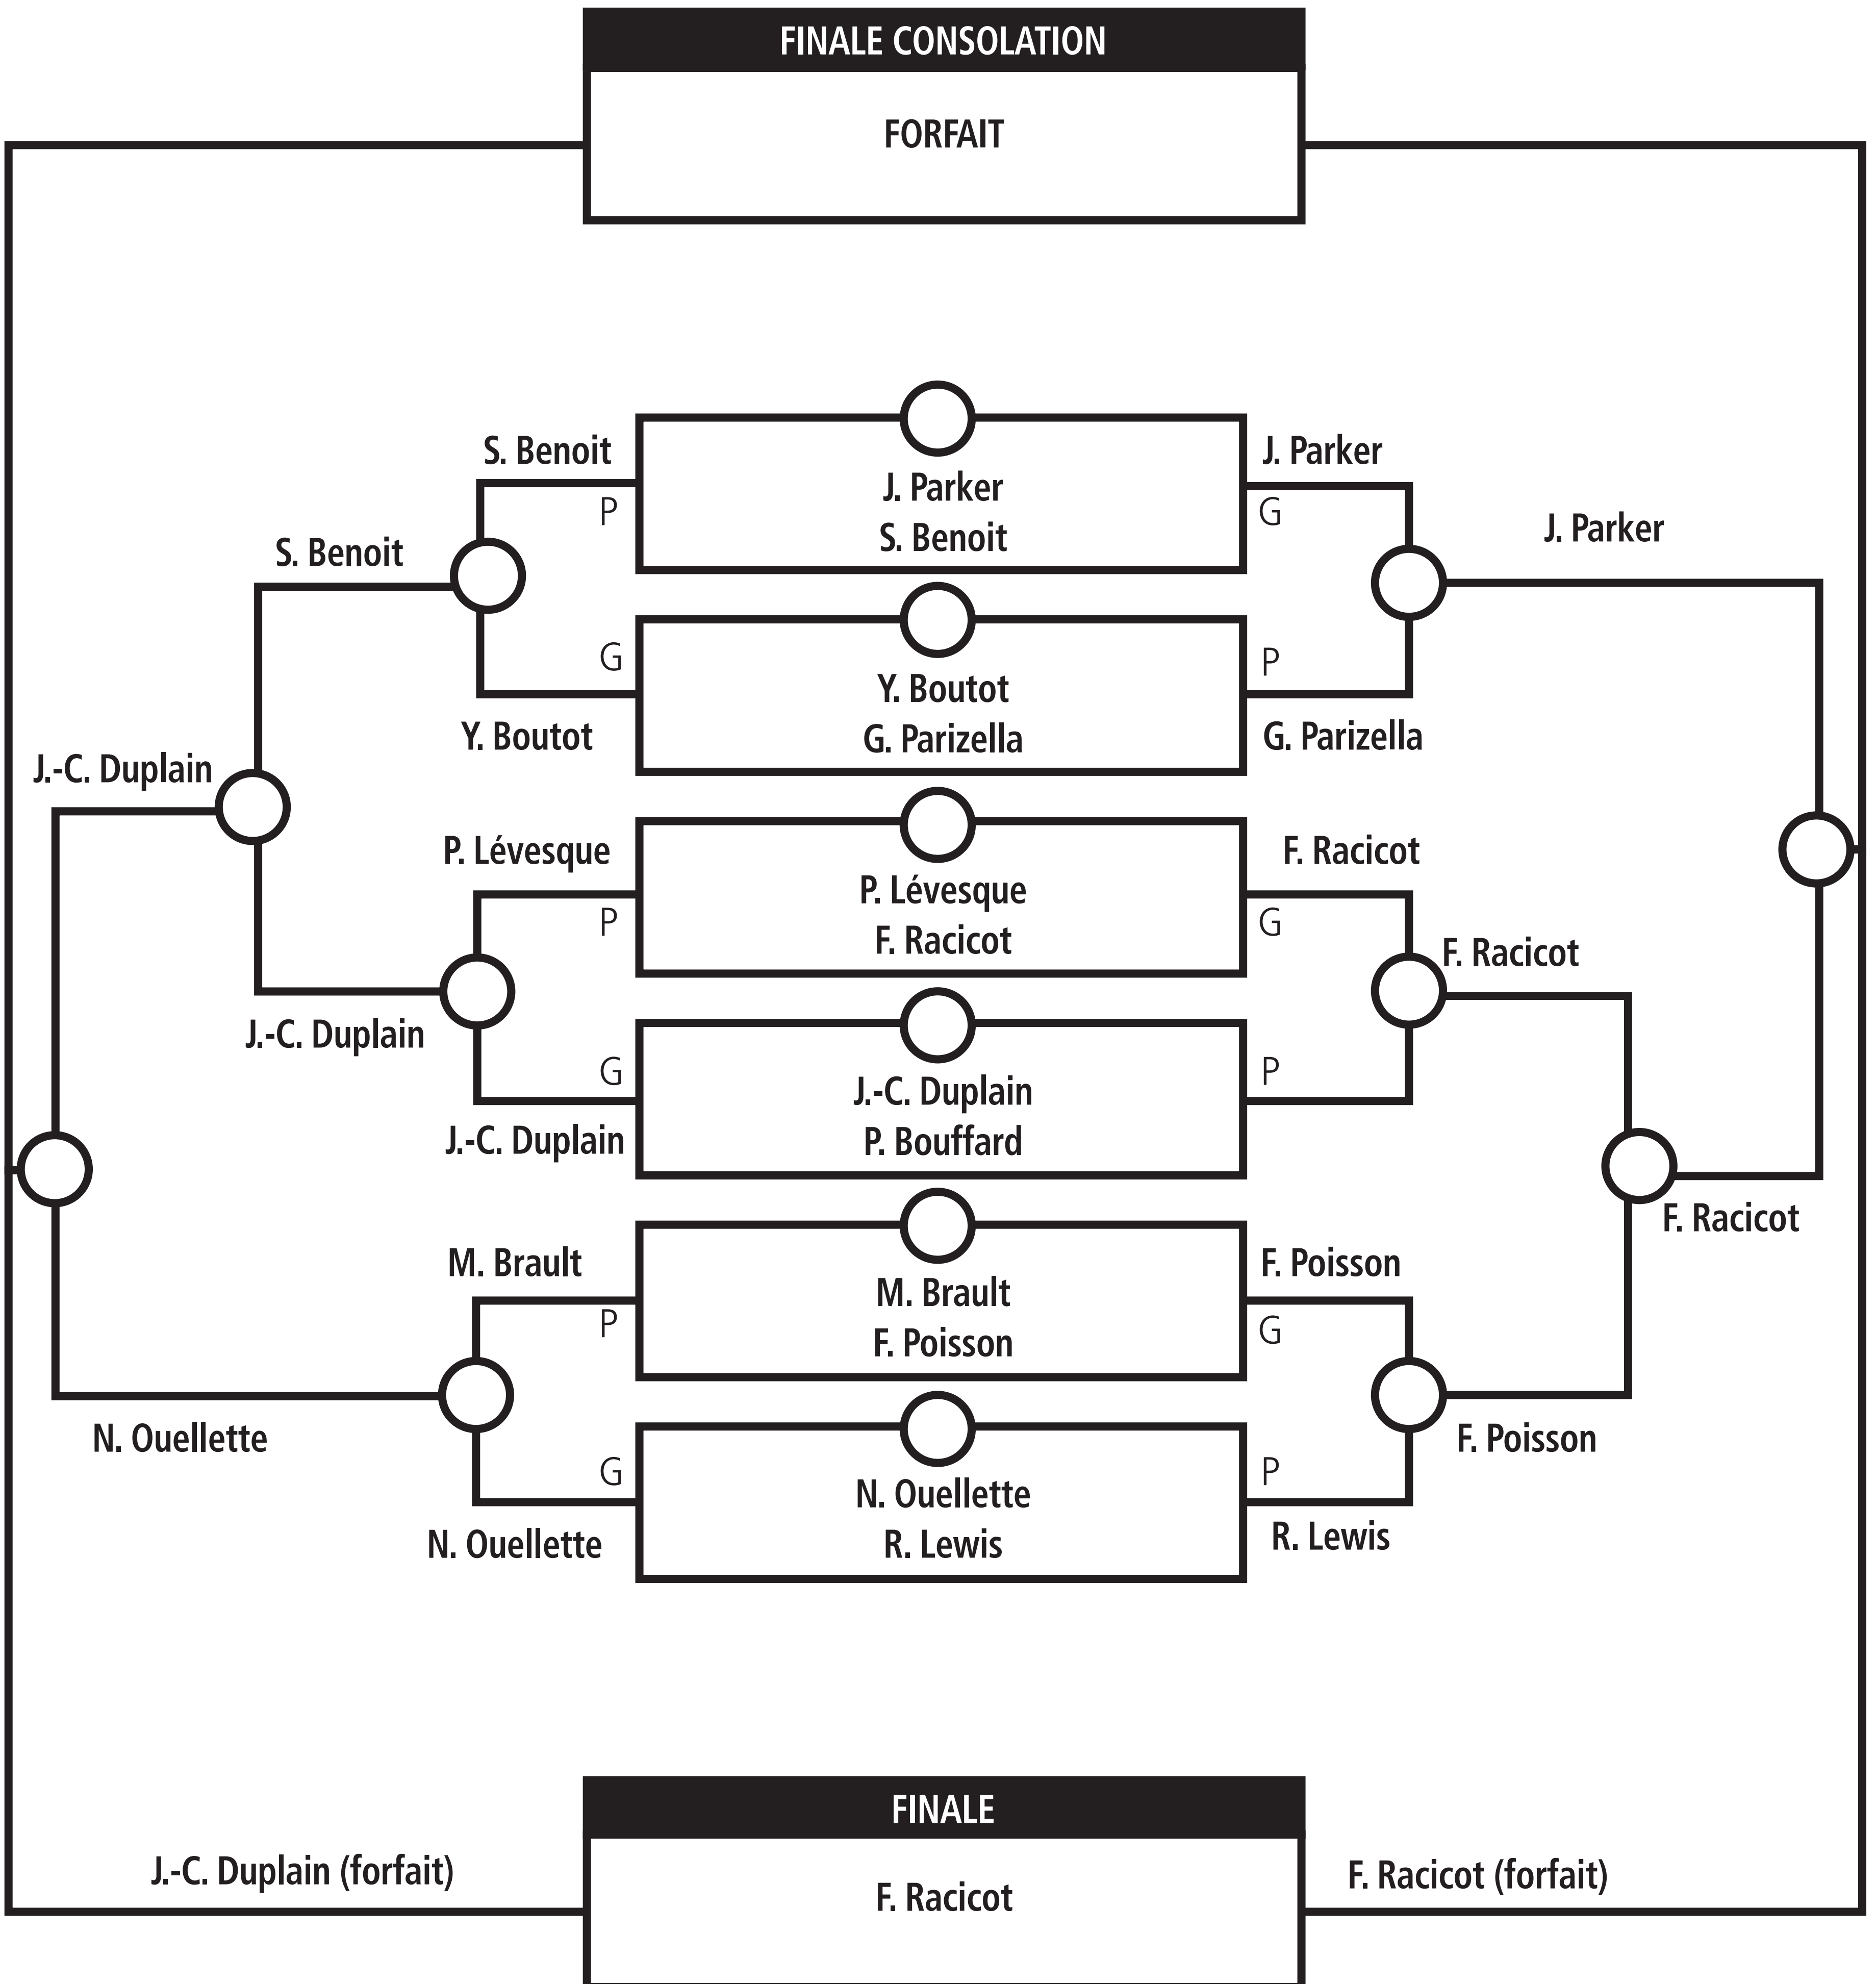 FINALE CONSOLATION
FORFAIT
S. Benoit
J. Parker
P
J. Parker
G
S. Benoit
S. Benoit
J. Parker
G
Y. Boutot
P
Y. Boutot
G. Parizella
G. Parizella
J.-C. Duplain
P. Lévesque
F. Racicot
P
P. Lévesque
G
F. Racicot
F. Racicot
J.-C. Duplain
G
J.-C. Duplain
P
J.-C. Duplain
P. Bouffard
F. Racicot
M. Brault
F. Poisson
P
M. Brault
G
F. Poisson
N. Ouellette
F. Poisson
G
N. Ouellette
P
N. Ouellette
R. Lewis
R. Lewis
FINALE
J.-C. Duplain (forfait)
F. Racicot
F. Racicot (forfait)